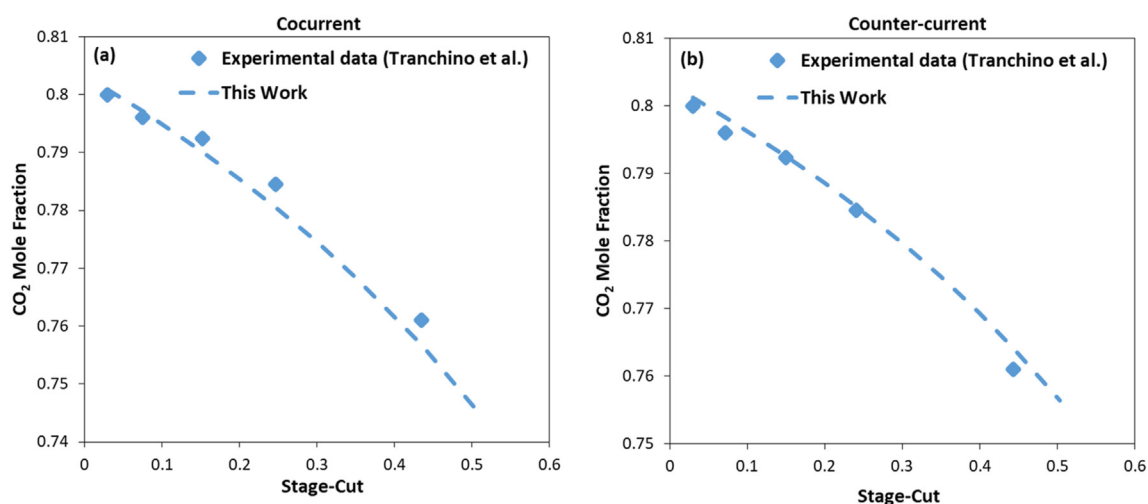 Cocurrent
(a)
Experimental data (Tranchino et al.)
This Work
0.81
0.8
0.79
0.78
0.77
0.76
0.75
0.74
CO₂ Mole Fraction
0 0.1 0.2 0.3 0.4 0.5 0.6
Stage-Cut
Counter-current
(b)
Experimental data (Tranchino et al.)
This Work
0.81
0.8
0.79
0.78
0.77
0.76
0.75
CO₂ Mole Fraction
0 0.1 0.2 0.3 0.4 0.5 0.6
Stage-Cut